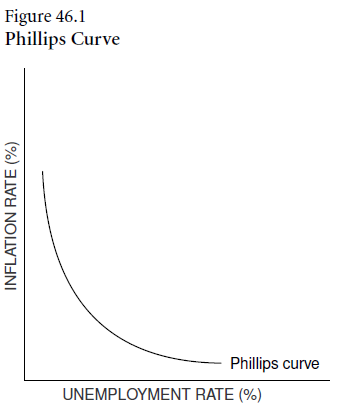 Figure 46.1
Phillips Curve
INFLATION RATE (%)
Phillips curve
UNEMPLOYMENT RATE (%)